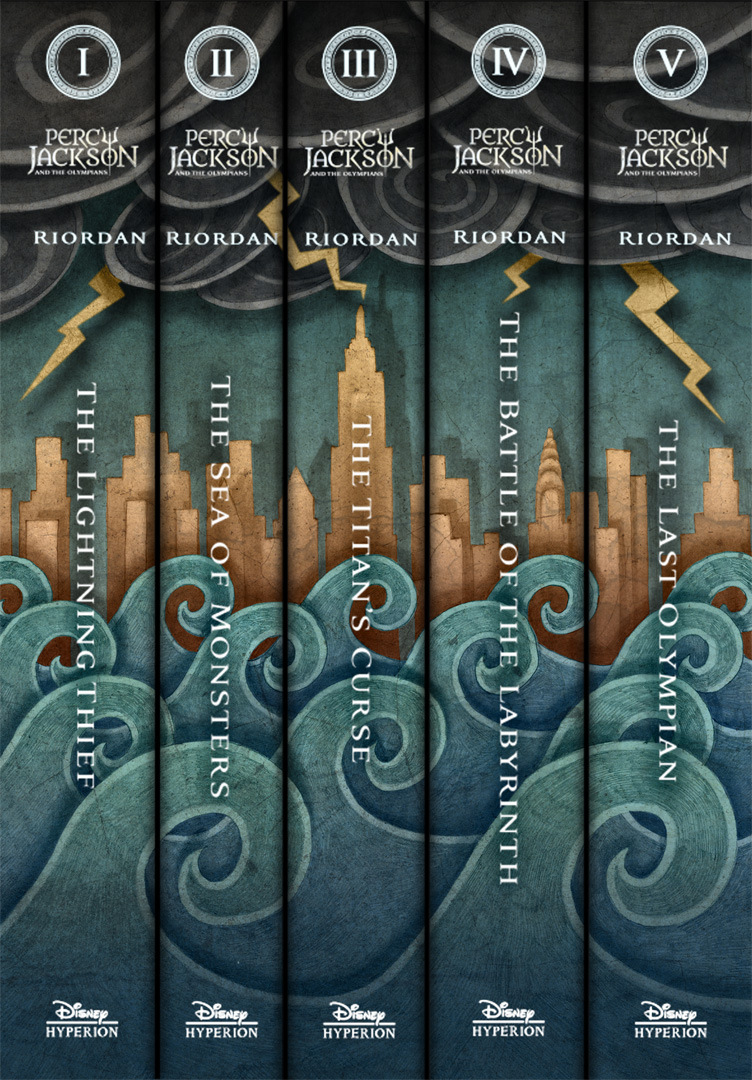 I
PERCY
JACKSON
AND THE OLYMPIANS
RIORDAN
THE LIGHTNING THIEF
DISNEY
HYPERION
II
PERCY
JACKSON
AND THE OLYMPIANS
RIORDAN
THE SEA OF MONSTERS
DISNEY
HYPERION
III
PERCY
JACKSON
AND THE OLYMPIANS
RIORDAN
THE TITAN'S CURSE
DISNEY
HYPERION
IV
PERCY
JACKSON
AND THE OLYMPIANS
RIORDAN
THE BATTLE OF THE LABYRINTH
DISNEY
HYPERION
V
PERCY
JACKSON
AND THE OLYMPIANS
RIORDAN
THE LAST OLYMPIAN
DISNEY
HYPERION